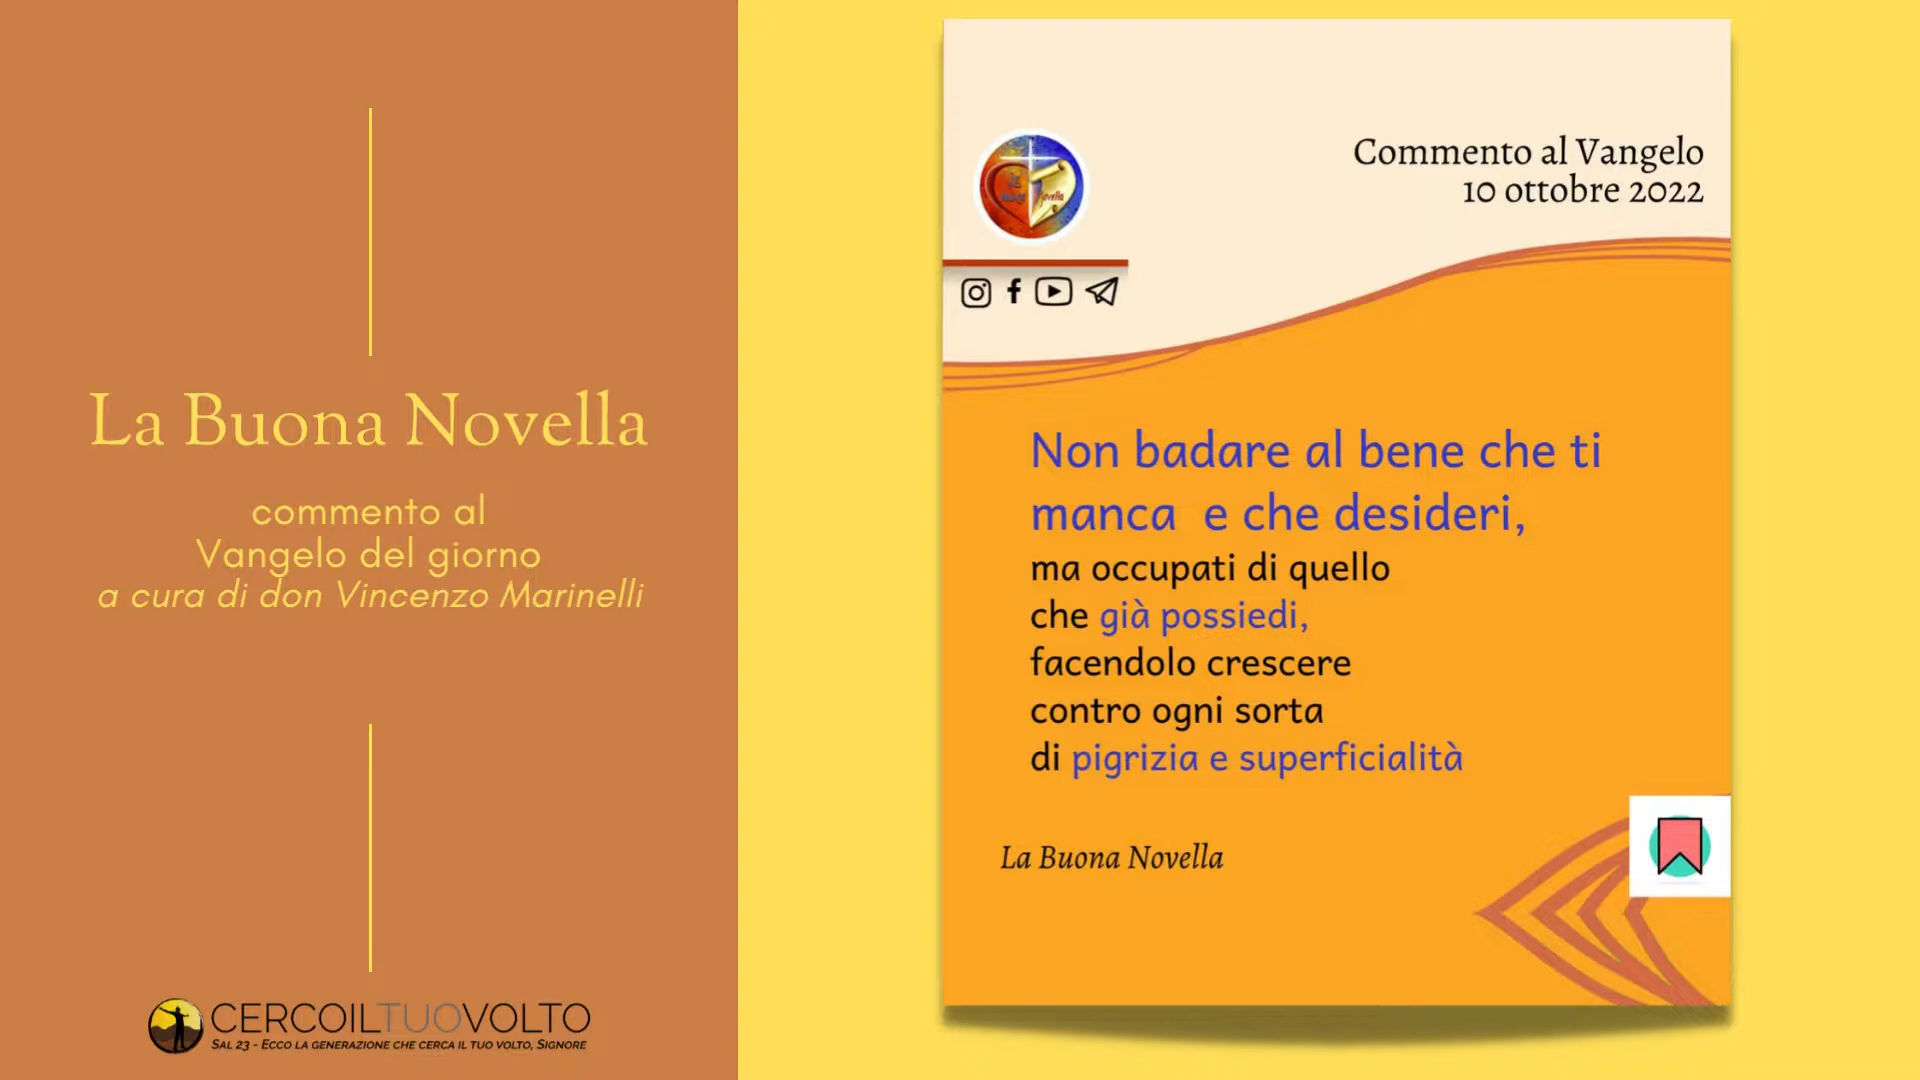 La Buona Novella
commento al
Vangelo del giorno
a cura di don Vincenzo Marinelli
CERCOILTUOVOLTO
SAL 23 - ECCO LA GENERAZIONE CHE CERCA IL TUO VOLTO, SIGNORE
Commento al Vangelo
10 ottobre 2022
Non badare al bene che ti
manca e che desideri,
ma occupati di quello
che già possiedi,
facendolo crescere
contro ogni sorta
di pigrizia e superficialità
La Buona Novella